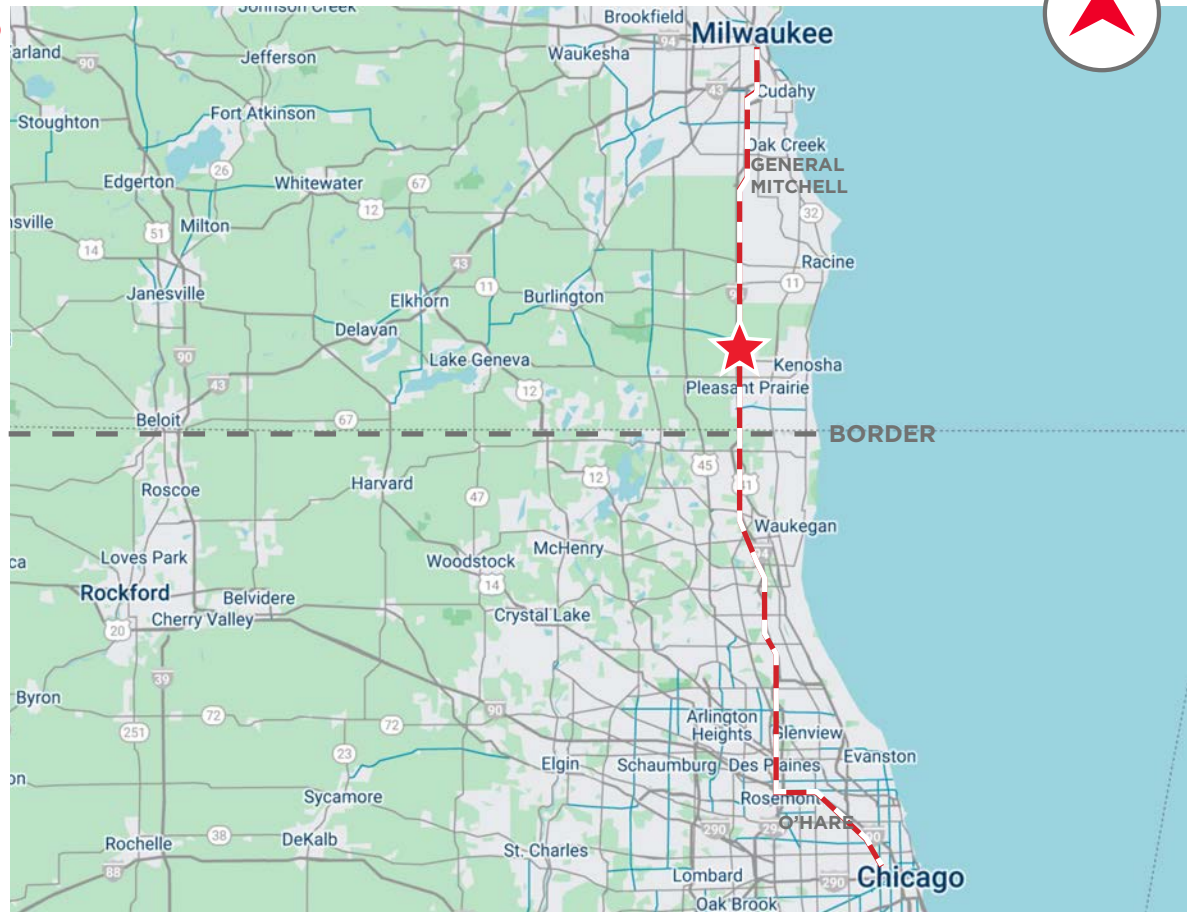 Johnson Creek
Brookfield
Milwaukee
94
arland
90
Jefferson
Waukesha
43
Cudahy
Stoughton
Fort Atkinson
Oak Creek
GENERAL
MITCHELL
26
Edgerton
Whitewater
67
12
32
nsville
51
Milton
14
43
Racine
Janesville
11
Elkhorn
Burlington
11
Delavan
90
Lake Geneva
Kenosha
43
12
Pleasant Prairie
Beloit
67
BORDER
45
12
41
Roscoe
Harvard
47
Waukegan
94
ca
Loves Park
McHenry
Woodstock
14
Rockford
Belvidere
Crystal Lake
Cherry Valley
20
39
Byron
90
72
72
251
Arlington
Heights
Glenview
23
Evanston
on
Elgin
Schaumburg
Des Plaines
Sycamore
Rosemont
O'HARE
38
290
90
Rochelle
DeKalb
St. Charles
88
Lombard
290
Chicago
Oak Brook